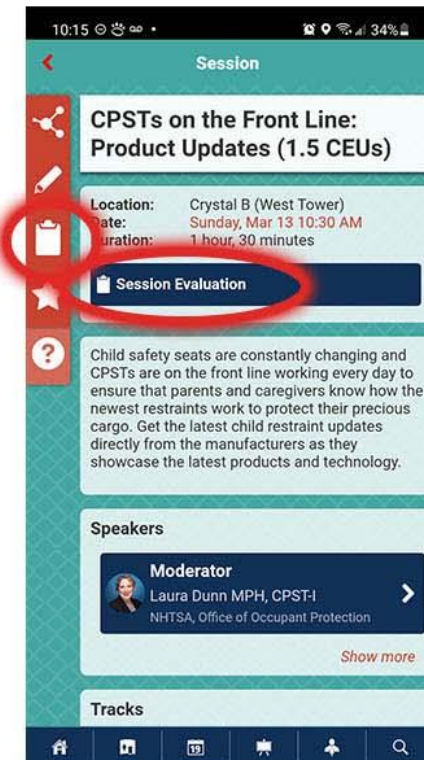 10:15
34%
Session
CPSTs on the Front Line:
Product Updates (1.5 CEUs)
Location: Crystal B (West Tower)
Date: Sunday, Mar 13 10:30 AM
Duration: 1 hour, 30 minutes
Session Evaluation
?
Child safety seats are constantly changing and
CPSTs are on the front line working every day to
ensure that parents and caregivers know how the
newest restraints work to protect their precious
cargo. Get the latest child restraint updates
directly from the manufacturers as they
showcase the latest products and technology.
Speakers
Moderator
Laura Dunn MPH, CPST-I
NHTSA, Office of Occupant Protection
Show more
Tracks
19